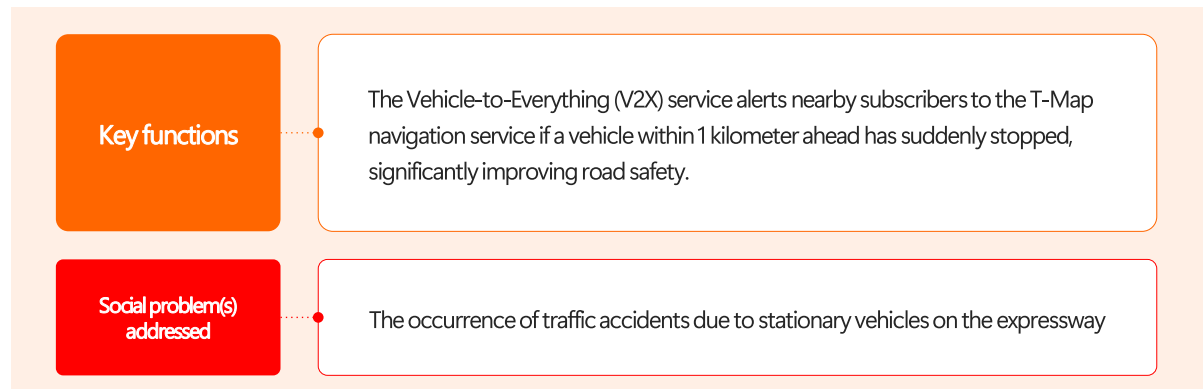 Key functions
The Vehicle-to-Everything (V2X) service alerts nearby subscribers to the T-Map
navigation service if a vehicle within 1 kilometer ahead has suddenly stopped,
significantly improving road safety.
Social problem(s)
addressed
The occurrence of traffic accidents due to stationary vehicles on the expressway